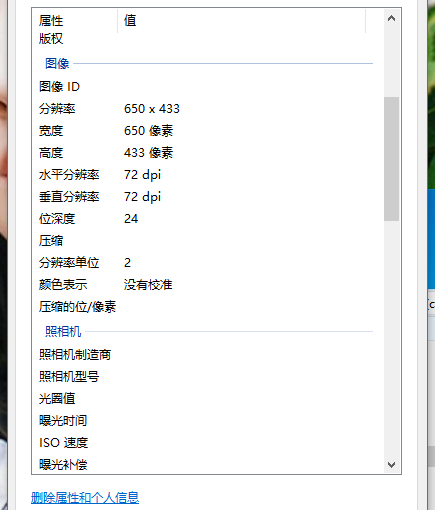 属性 值
版权
图像
图像 ID
分辨率 650 x 433
宽度 650 像素
高度 433 像素
水平分辨率 72 dpi
垂直分辨率 72 dpi
位深度 24
压缩
分辨率单位 2
颜色表示 没有校准
压缩的位/像素
照相机
照相机制造商
照相机型号
光圈值
曝光时间
ISO 速度
曝光补偿
删除属性和个人信息